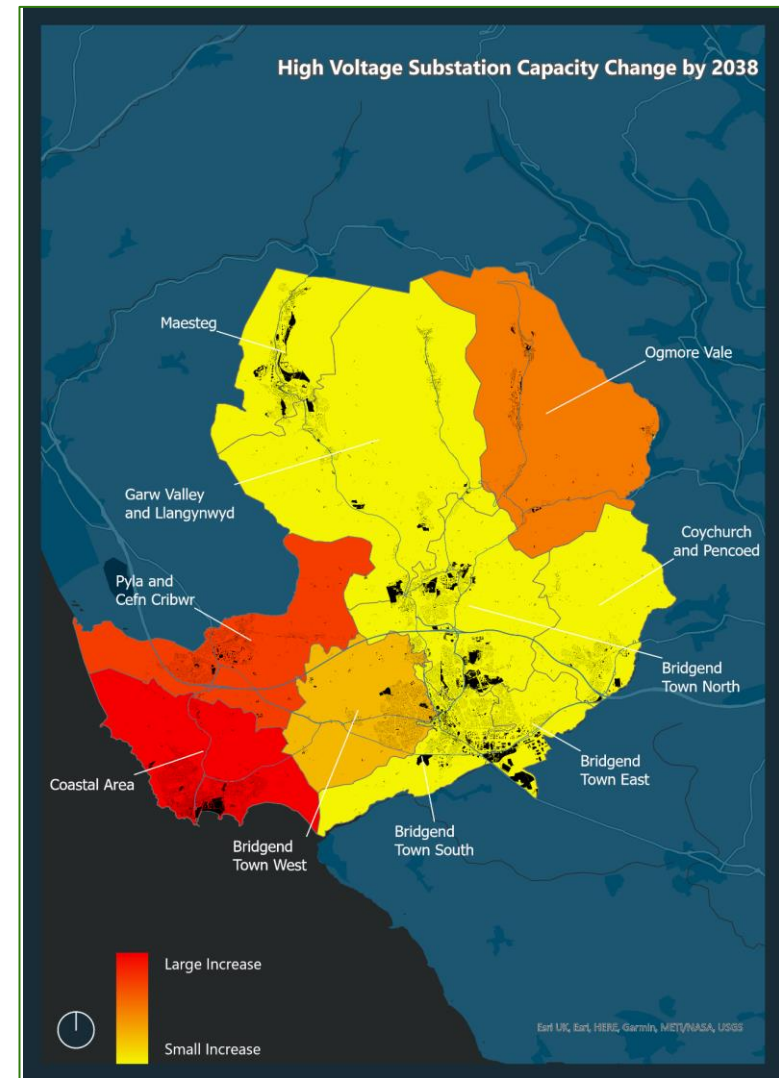 High Voltage Substation Capacity Change by 2038
Maesteg
Ogmore Vale
Garw Valley
and Llangynwyd
Coychurch
and Pencoed
Pyla and
Cefn Cribwr
Bridgend
Town North
Bridgend
Town East
Coastal Area
Bridgend
Town South
Bridgend
Town West
Large Increase
Small Increase
Esri UK, Esri, HERE, Garmin, METI/NASA, USGS